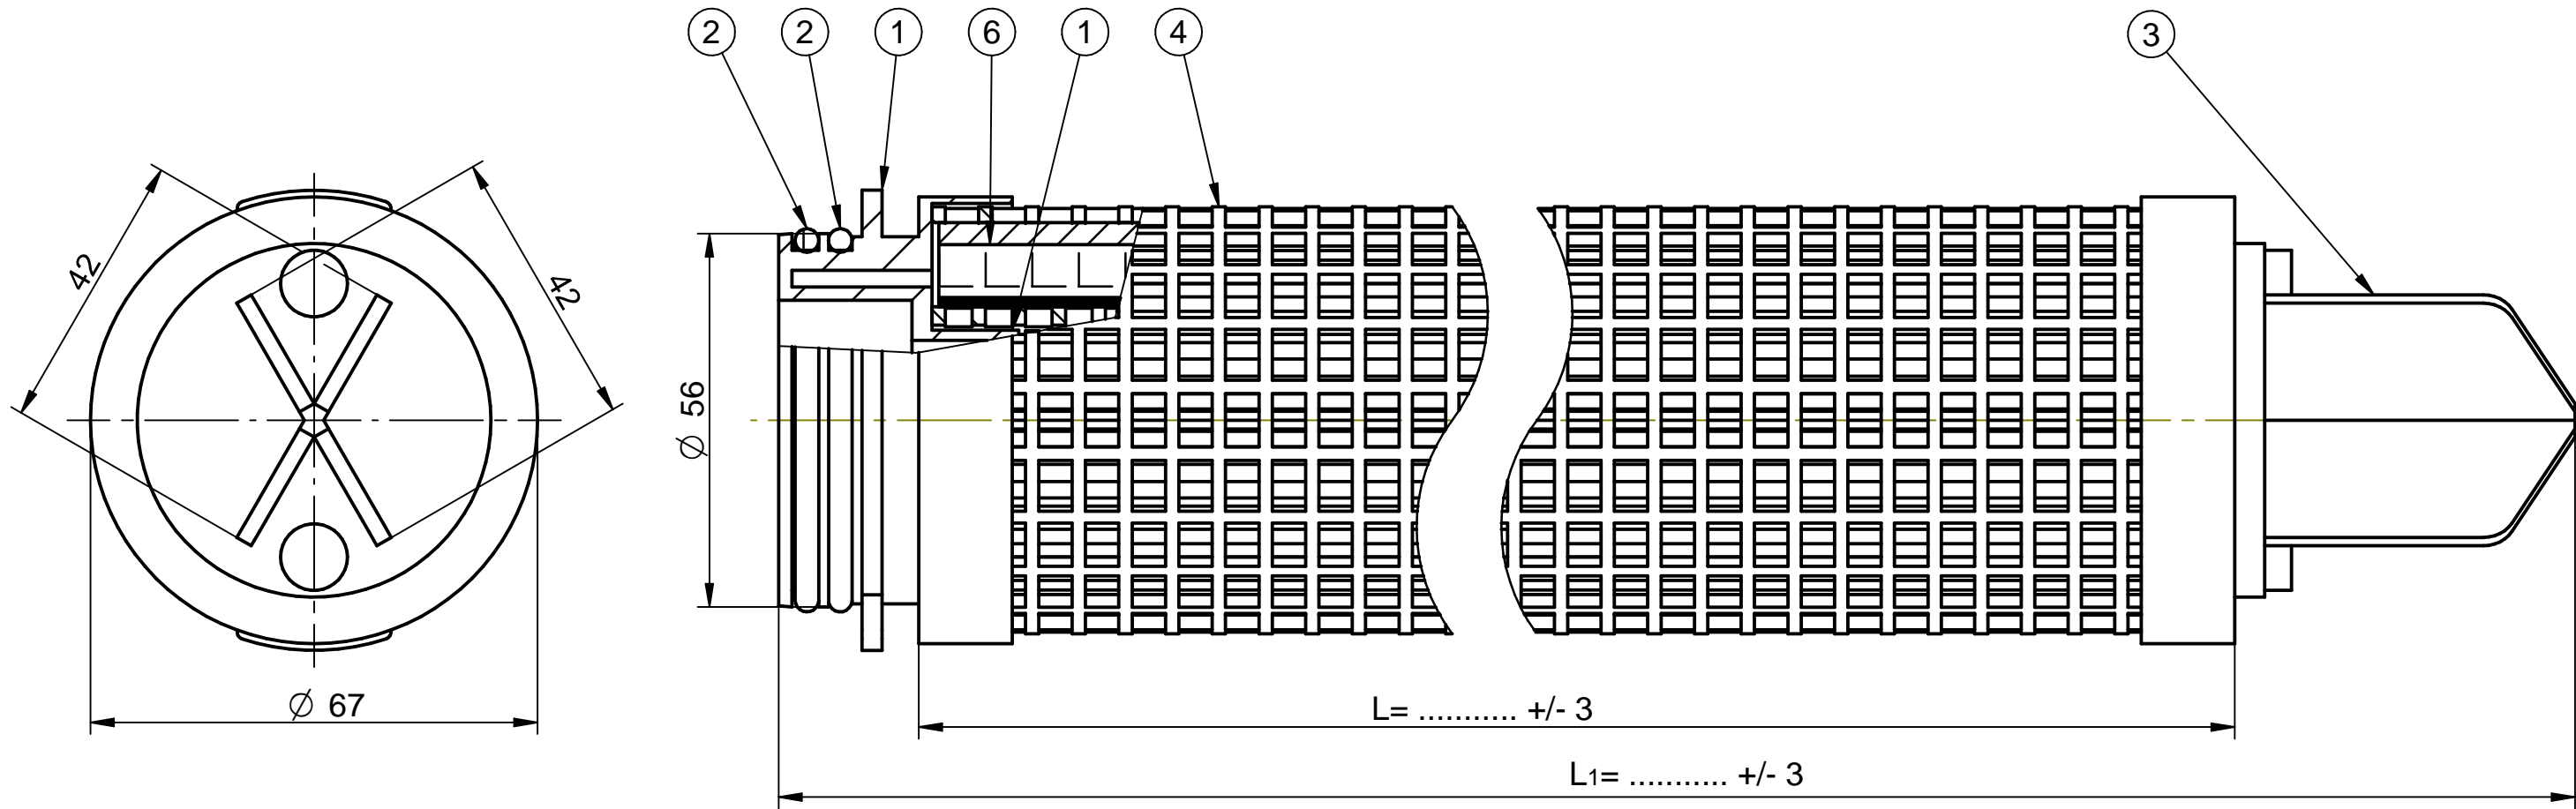 2 2 1 6 1 4 3
42 42
Ø 56
Ø 67
L= ........... +/- 3
L1= ........... +/- 3